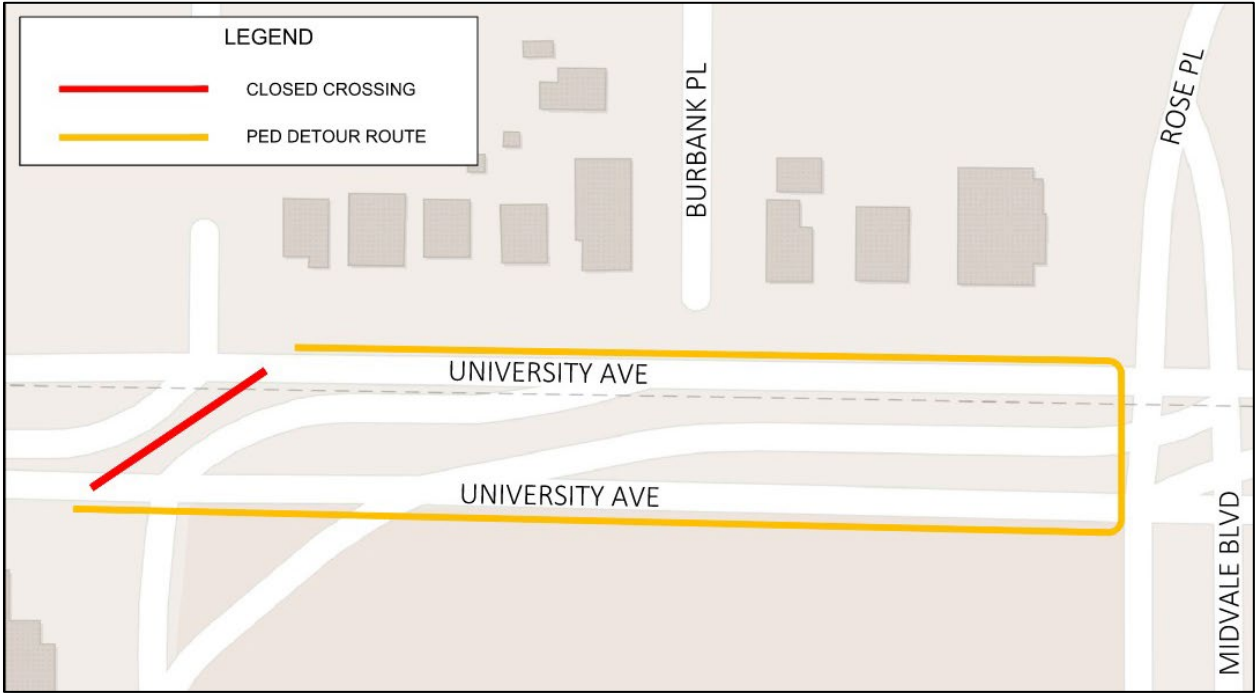 LEGEND
CLOSED CROSSING
PED DETOUR ROUTE
BURBANK PL
ROSE PL
UNIVERSITY AVE
UNIVERSITY AVE
MIDVALE BLVD